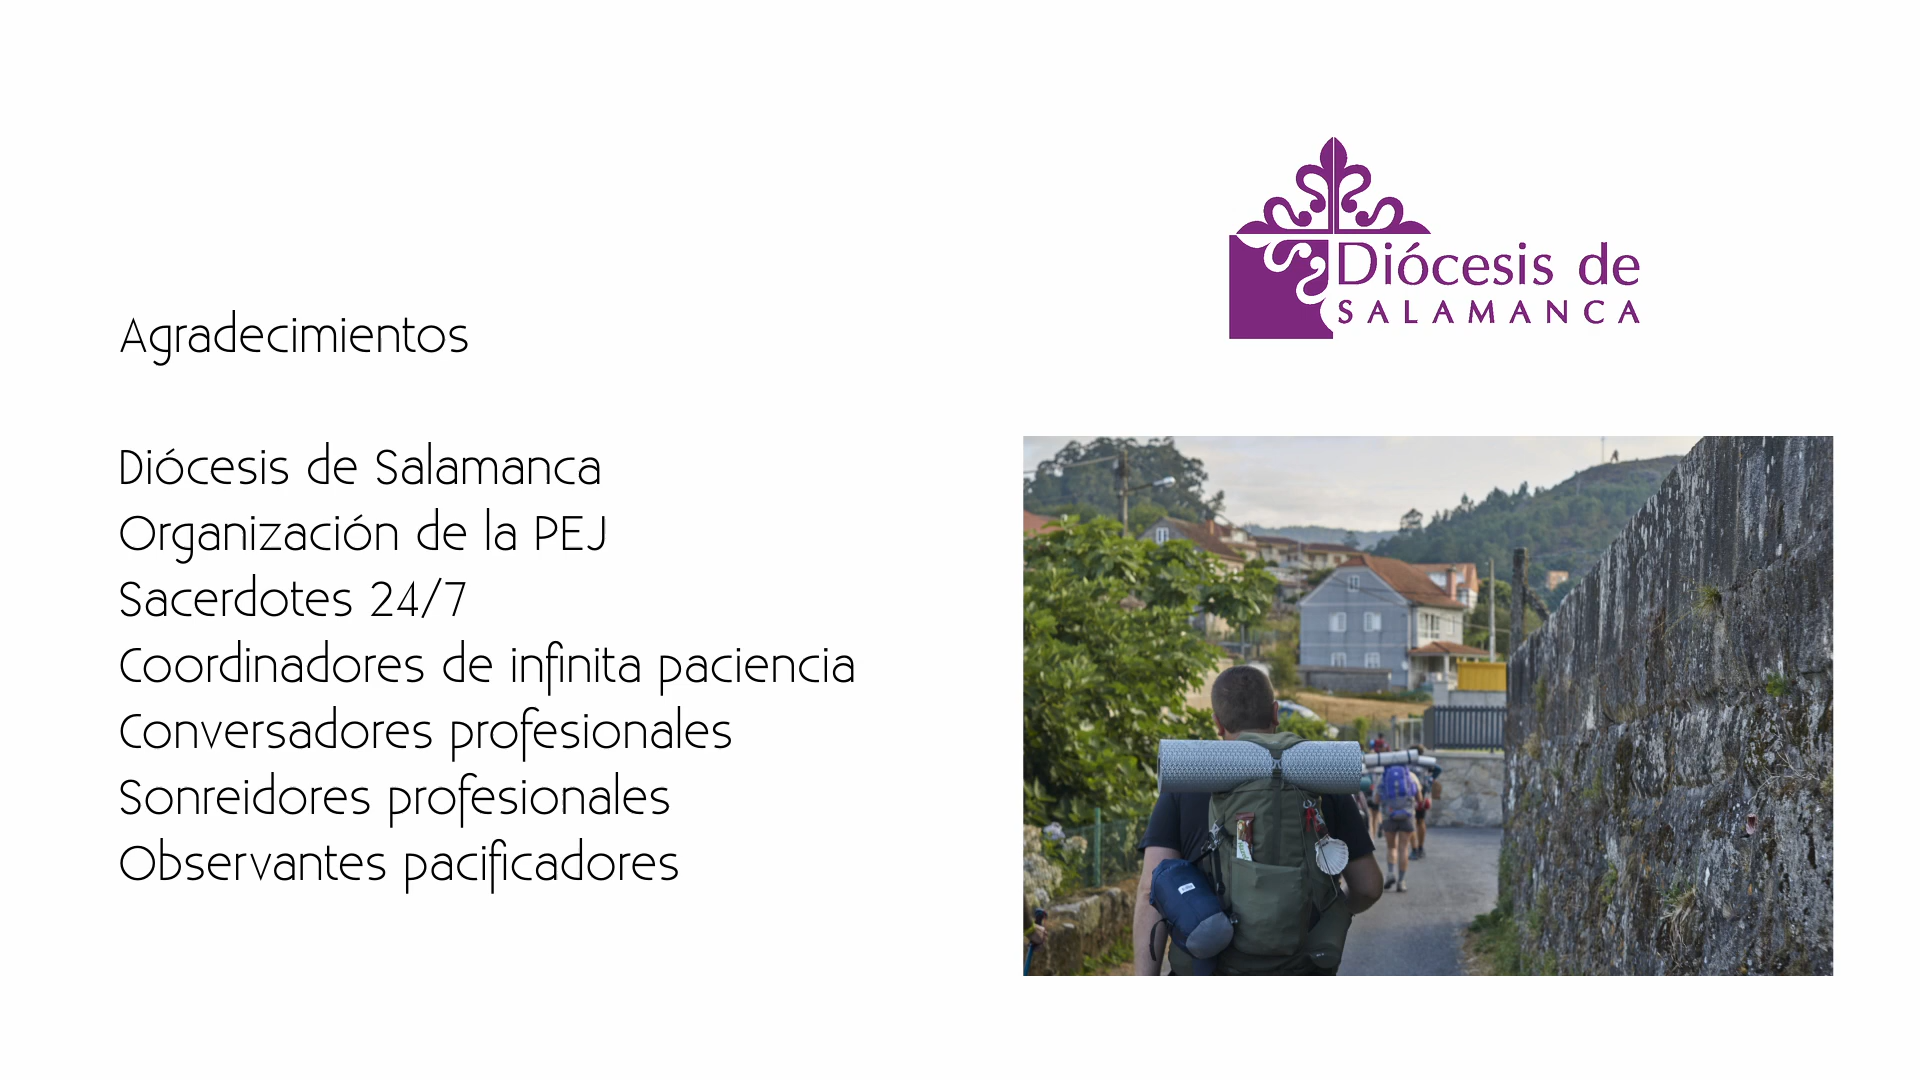 Agradecimientos
Diócesis de Salamanca
Organización de la PEJ
Sacerdotes 24/7
Coordinadores de infinita paciencia
Conversadores profesionales
Sonreidores profesionales
Observantes pacificadores
Diócesis de
SALAMANCA